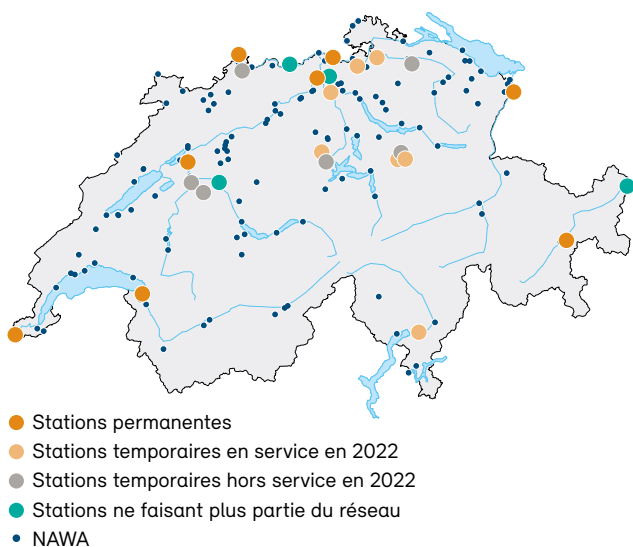 Stations permanentes
Stations temporaires en service en 2022
Stations temporaires hors service en 2022
Stations ne faisant plus partie du réseau
NAWA